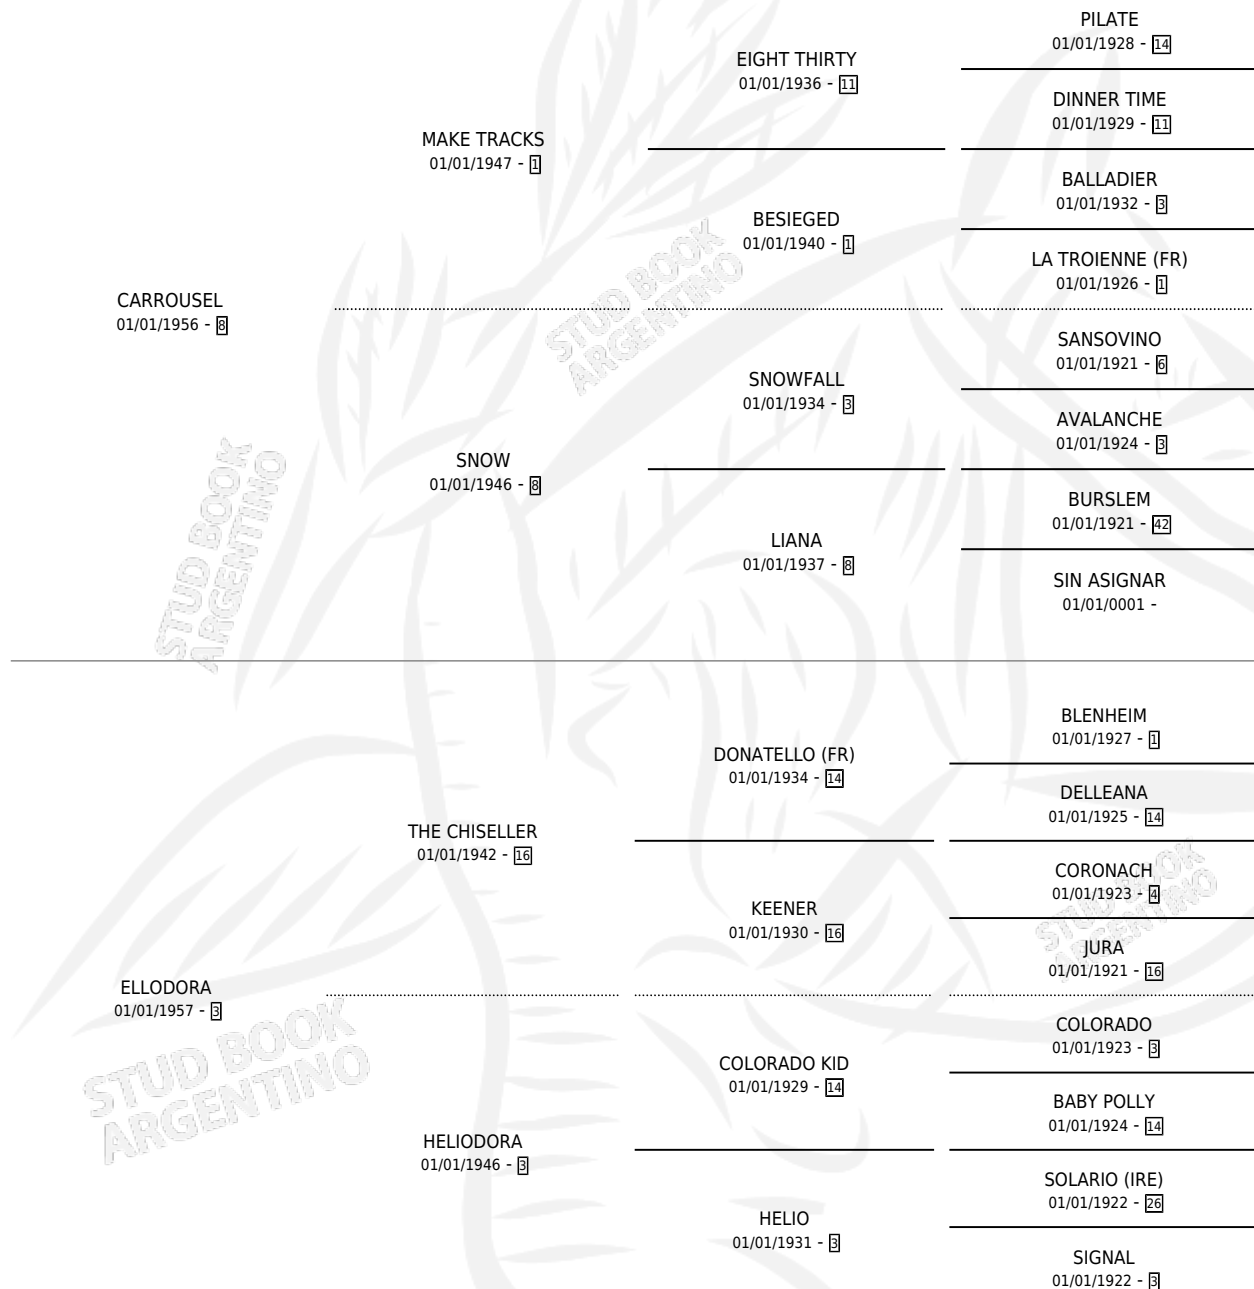 PILATE
01/01/1928 - 14
EIGHT THIRTY
01/01/1936 - 11
DINNER TIME
01/01/1929 - 11
MAKE TRACKS
01/01/1947 - 1
BALLADIER
01/01/1932 - 3
BESIEGED
01/01/1940 - 1
LA TROIENNE (FR)
01/01/1926 - 1
CARROUSEL
01/01/1956 - 8
SANSOVINO
01/01/1921 - 6
SNOWFALL
01/01/1934 - 3
AVALANCHE
01/01/1924 - 3
SNOW
01/01/1946 - 8
BURSLEM
01/01/1921 - 42
LIANA
01/01/1937 - 8
SIN ASIGNAR
01/01/0001 -
BLENHEIM
01/01/1927 - 1
DONATELLO (FR)
01/01/1934 - 14
DELLEANA
01/01/1925 - 14
THE CHISELLER
01/01/1942 - 16
CORONACH
01/01/1923 - 4
KEENER
01/01/1930 - 16
JURA
01/01/1921 - 16
ELLODORA
01/01/1957 - 3
COLORADO
01/01/1923 - 3
COLORADO KID
01/01/1929 - 14
BABY POLLY
01/01/1924 - 14
HELIODORA
01/01/1946 - 3
SOLARIO (IRE)
01/01/1922 - 26
HELIO
01/01/1931 - 3
SIGNAL
01/01/1922 - 3
STUD BOOK
ARGENTINO
STUD BOOK
ARGENTINO
STUD BOOK
ARGENTINO
STUD BOOK
ARGENTINO